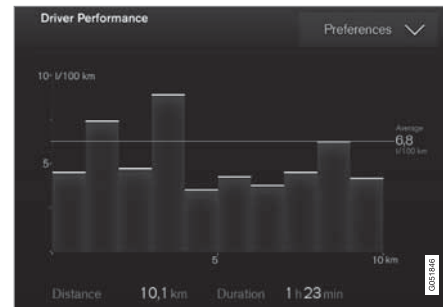 Driver Performance
Preferences
10 l/100 km
Average
6,8
l/100 km
5
5
10 km
Distance 10,1 km Duration 1 h 23 min
G051846